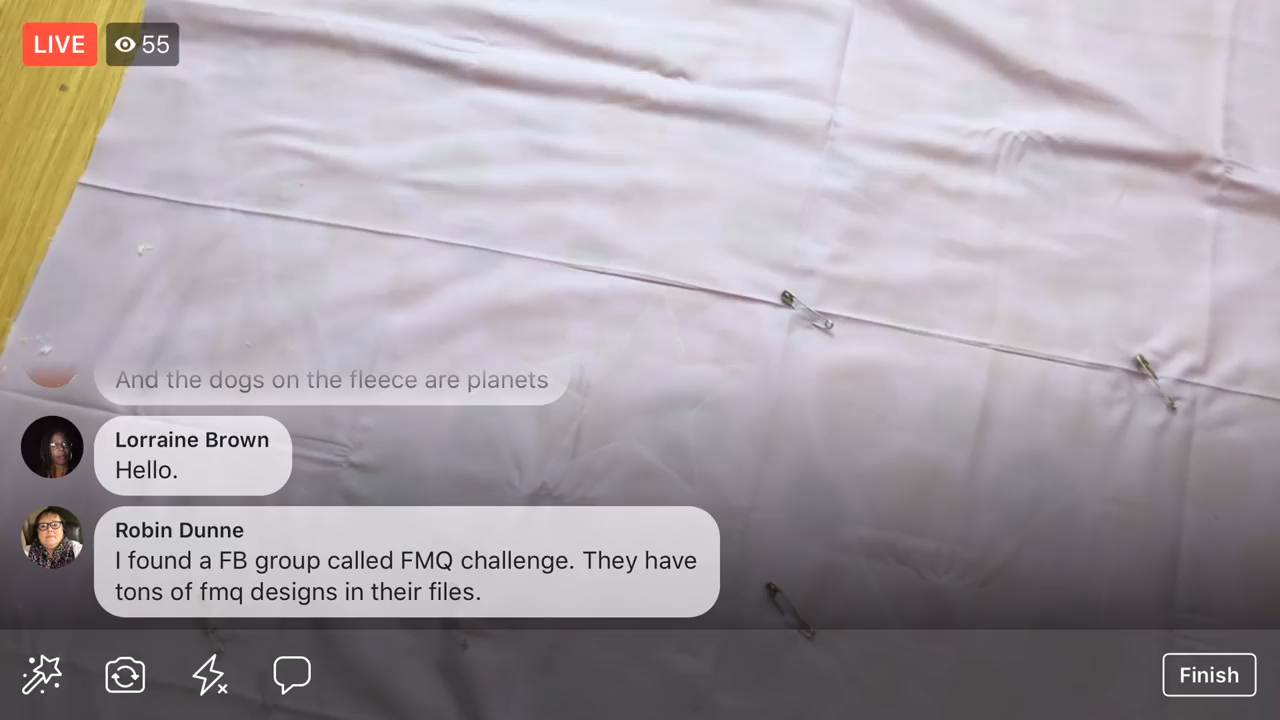 LIVE 55
And the dogs on the fleece are planets
Lorraine Brown
Hello.
Robin Dunne
I found a FB group called FMQ challenge. They have
tons of fmq designs in their files.
Finish